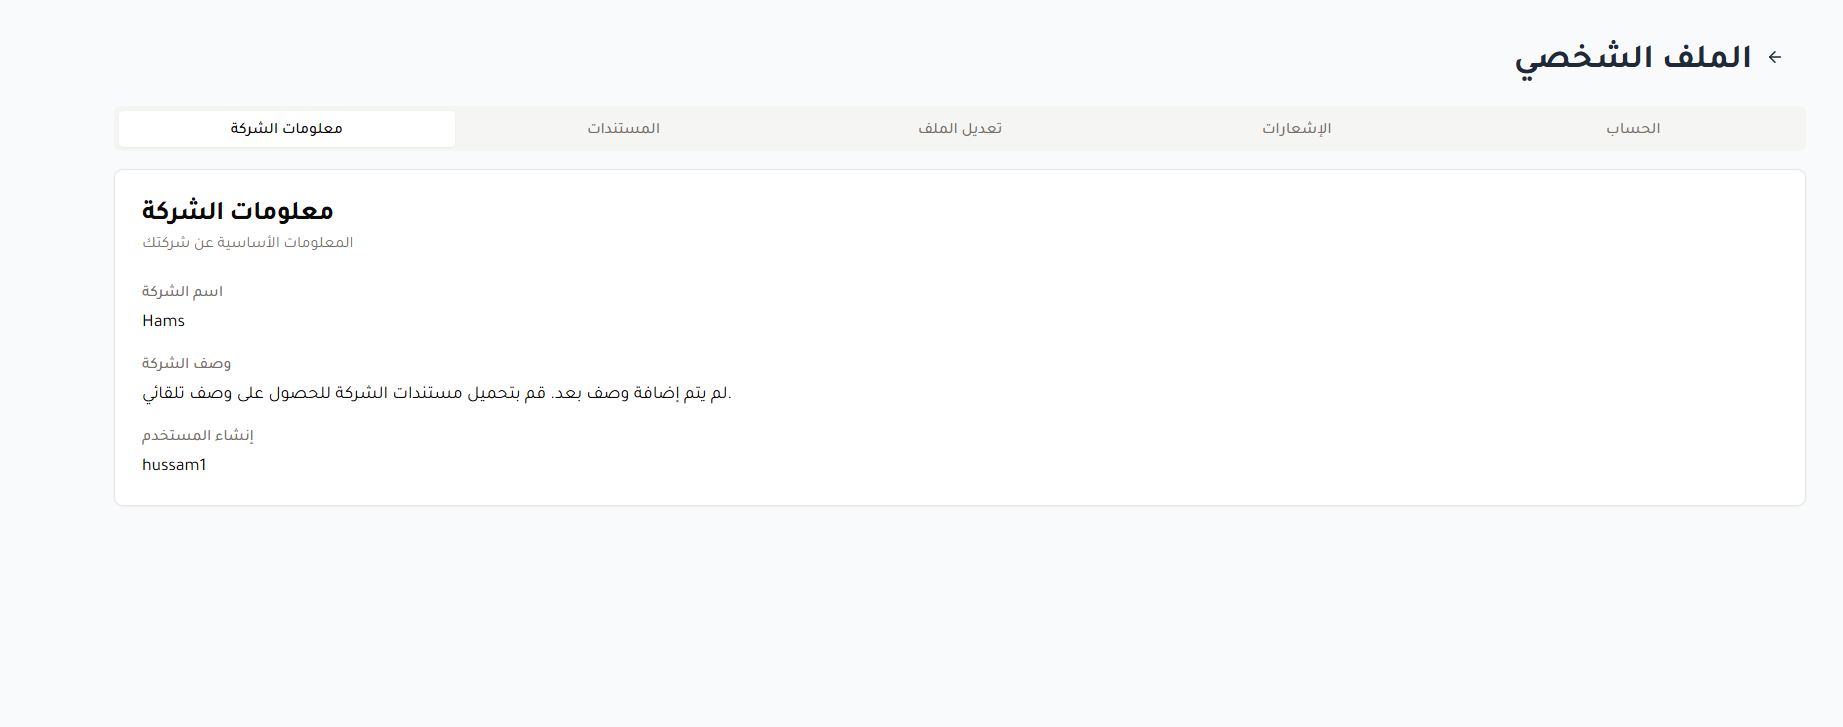 الملف الشخصي
الحساب
الإشعارات
تعديل الملف
المستندات
معلومات الشركة
معلومات الشركة
المعلومات الأساسية عن شركتك
اسم الشركة
Hams
وصف الشركة
لم يتم إضافة وصف بعد. قم بتحميل مستندات الشركة للحصول على وصف تلقائي.
إنشاء المستخدم
hussam1